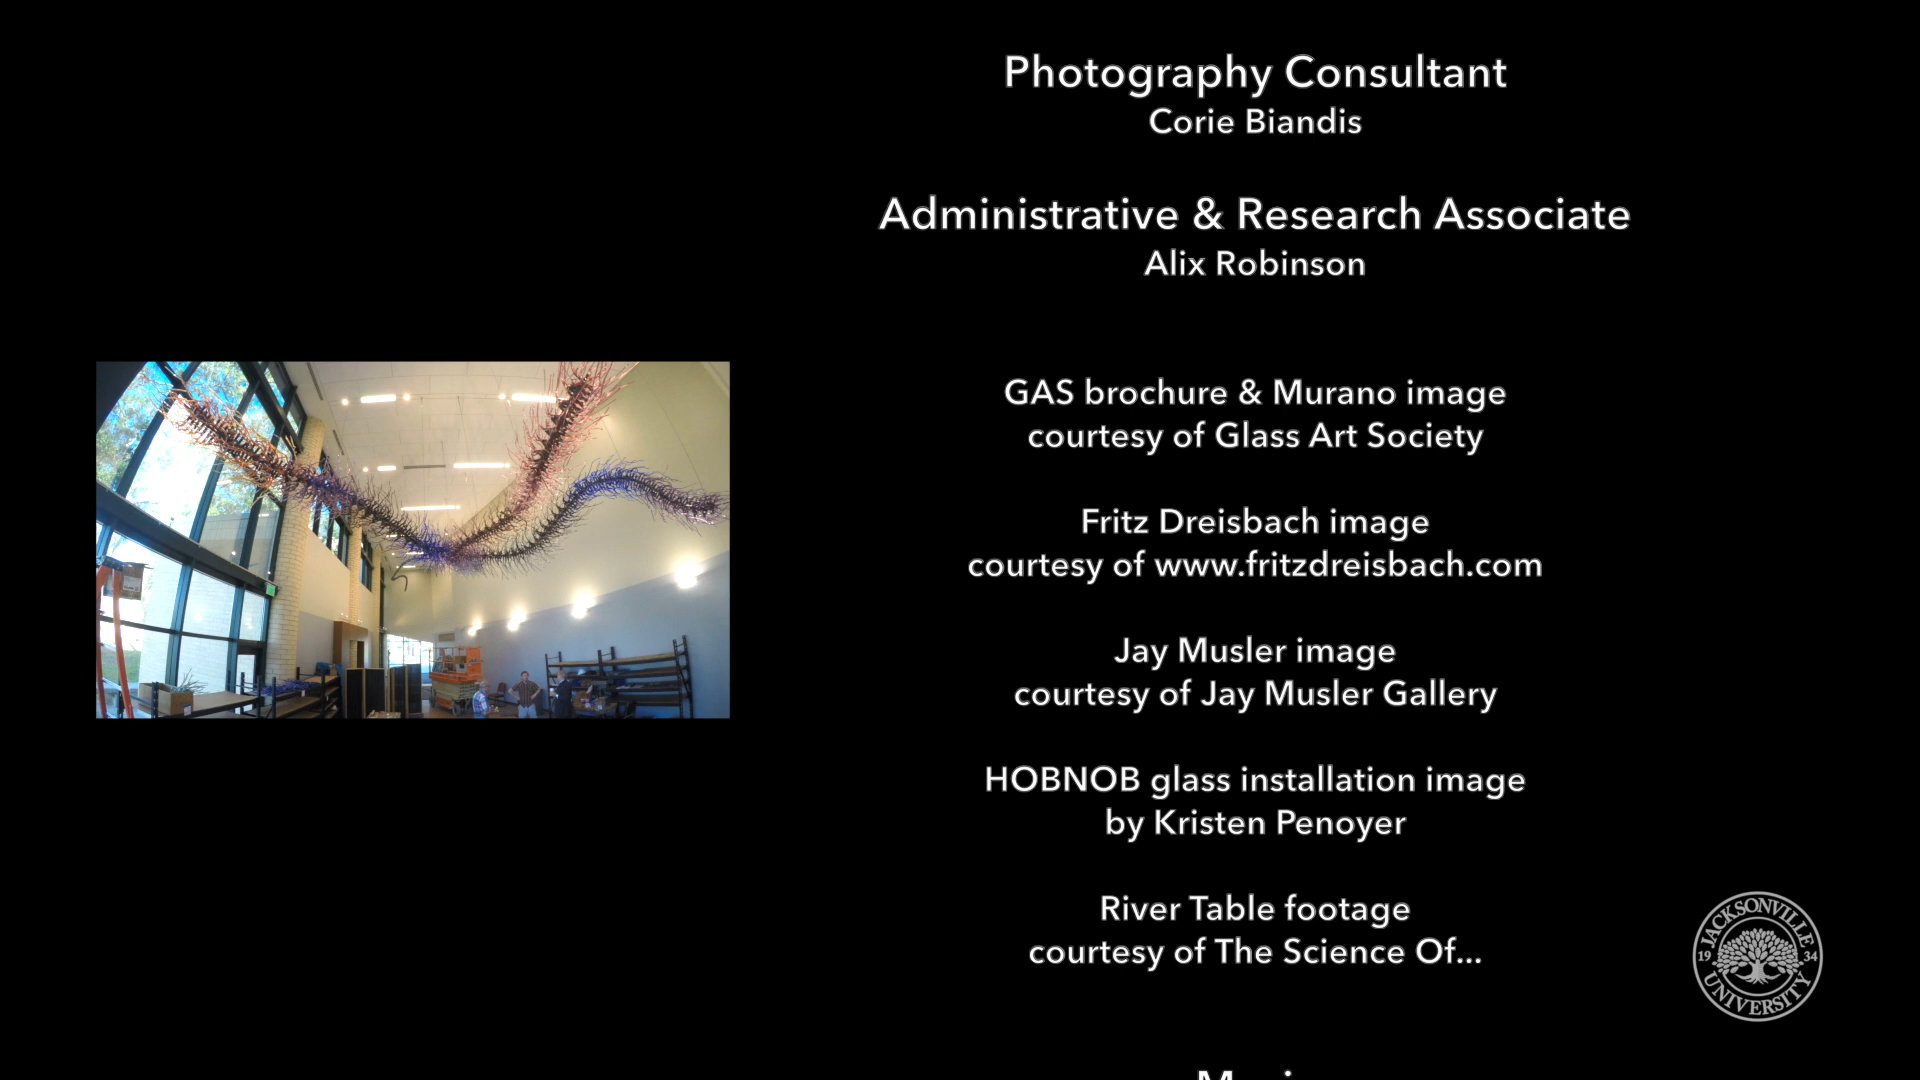 Photography Consultant
Corie Biandis
Administrative & Research Associate
Alix Robinson
GAS brochure & Murano image
courtesy of Glass Art Society
Fritz Dreisbach image
courtesy of www.fritzdreisbach.com
Jay Musler image
courtesy of Jay Musler Gallery
HOBNOB glass installation image
by Kristen Penoyer
River Table footage
courtesy of The Science Of...
JACKSONVILLE
19 34
UNIVERSITY